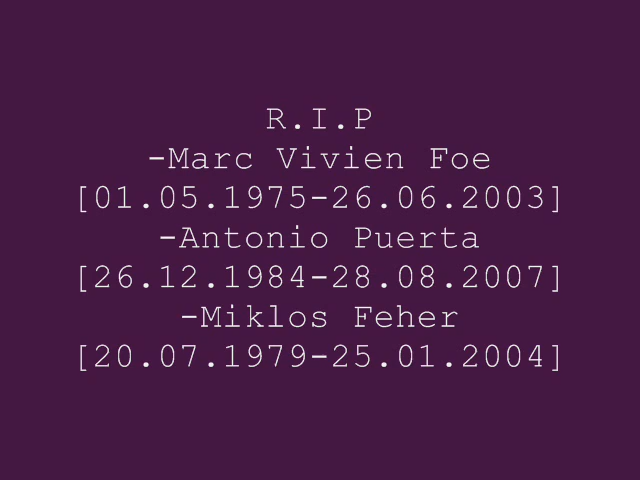 R.I.P
-Marc Vivien Foe
[01.05.1975-26.06.2003]
-Antonio Puerta
[26.12.1984-28.08.2007]
-Miklos Feher
[20.07.1979-25.01.2004]